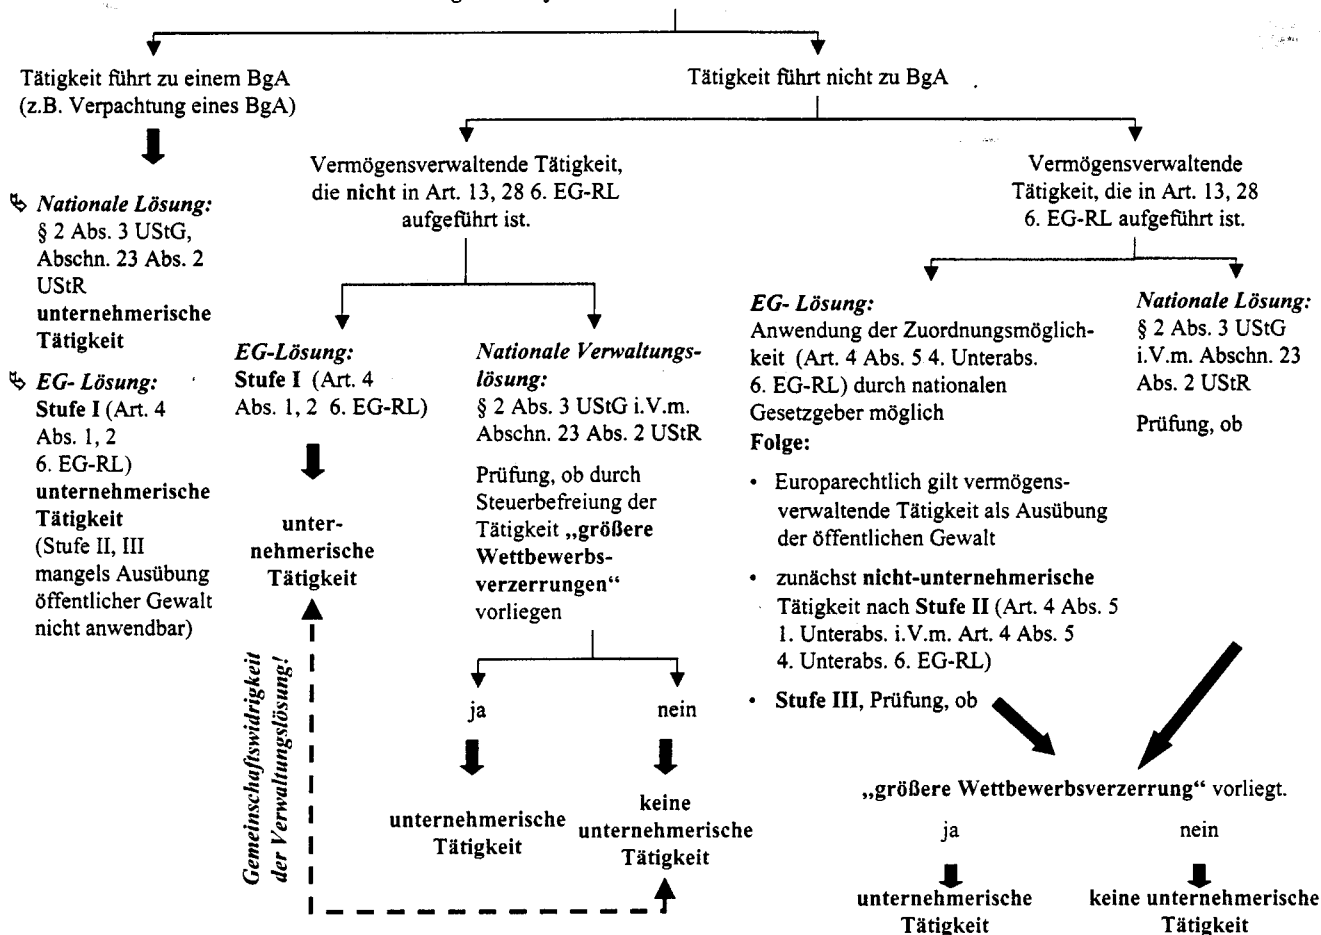 Tätigkeit führt zu einem BgA
(z.B. Verpachtung eines BgA)
Tätigkeit führt nicht zu BgA
Nationale Lösung:
§ 2 Abs. 3 UStG,
Abschn. 23 Abs. 2
UStR
unternehmerische
Tätigkeit
EG- Lösung:
Stufe I (Art. 4
Abs. 1, 2
6. EG-RL)
unternehmerische
Tätigkeit
(Stufe II, III
mangels Ausübung
öffentlicher Gewalt
nicht anwendbar)
Vermögensverwaltende Tätigkeit,
die nicht in Art. 13, 28 6. EG-RL
aufgeführt ist.
EG-Lösung:
Stufe I (Art. 4
Abs. 1, 2 6. EG-RL)
unter-
nehmerische
Tätigkeit
Nationale Verwaltungs-
lösung:
§ 2 Abs. 3 UStG i.V.m.
Abschn. 23 Abs. 2 UStR
Prüfung, ob durch
Steuerbefreiung der
Tätigkeit „größere
Wettbewerbs-
verzerrungen“
vorliegen
ja
nein
unternehmerische
Tätigkeit
keine
unternehmerische
Tätigkeit
Gemeinschaftswidrigkeit
der Verwaltungslösung!
Vermögensverwaltende
Tätigkeit, die in Art. 13, 28
6. EG-RL aufgeführt ist.
EG- Lösung:
Anwendung der Zuordnungsmöglich-
keit (Art. 4 Abs. 5 4. Unterabs.
6. EG-RL) durch nationalen
Gesetzgeber möglich
Folge:
• Europarechtlich gilt vermögens-
verwaltende Tätigkeit als Ausübung
der öffentlichen Gewalt
• zunächst nicht-unternehmerische
Tätigkeit nach Stufe II (Art. 4 Abs. 5
1. Unterabs. i.V.m. Art. 4 Abs. 5
4. Unterabs. 6. EG-RL)
• Stufe III, Prüfung, ob
Nationale Lösung:
§ 2 Abs. 3 UStG
i.V.m. Abschn. 23
Abs. 2 UStR
Prüfung, ob
„größere Wettbewerbsverzerrung“ vorliegt.
ja
nein
unternehmerische
Tätigkeit
keine unternehmerische
Tätigkeit